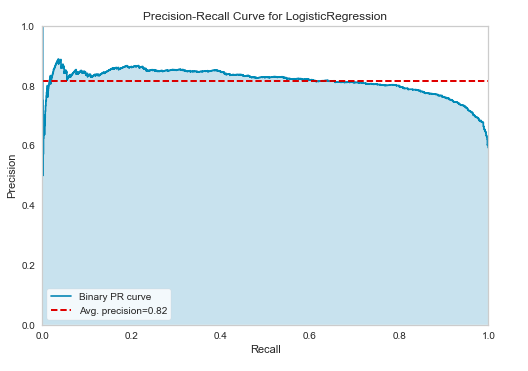 Precision-Recall Curve for LogisticRegression
1.0
0.8
0.6
0.4
0.2
0.0
Precision
Binary PR curve
Avg. precision=0.82
0.0 0.2 0.4 0.6 0.8 1.0
Recall